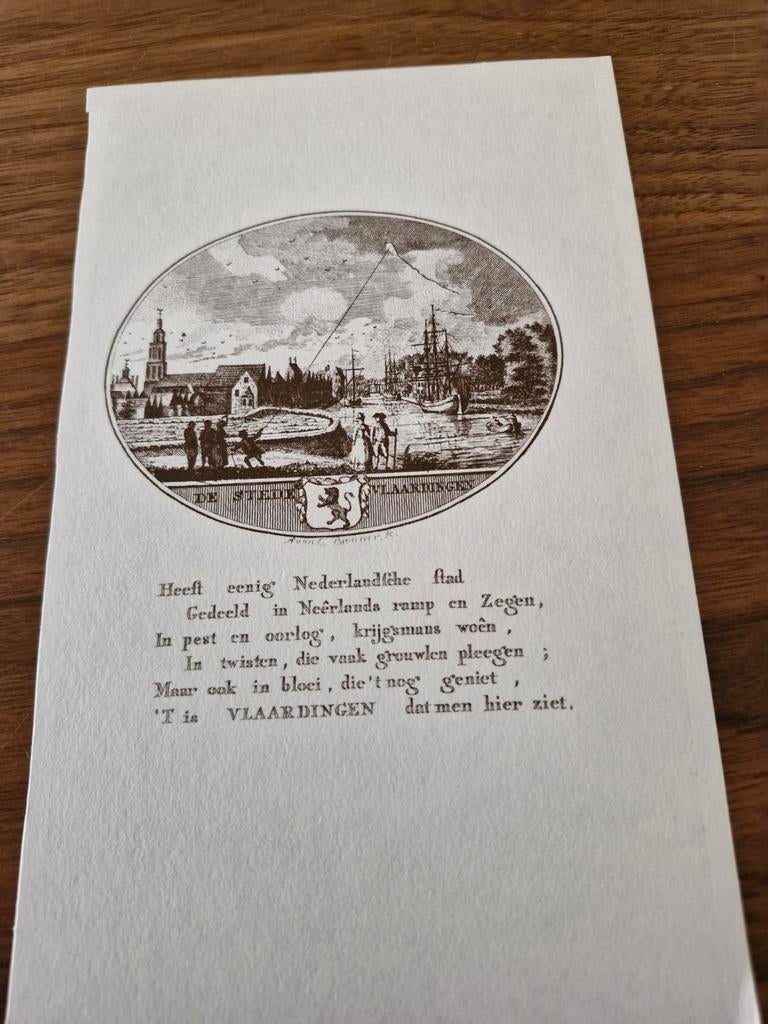 DE STEDE VLAARDINGEN
Anna C. Brouwer. f.
Heeft eenig Nederlandſche ſtad
Gedeeld in Neêrlands ramp en Zegen,
In pest en oorlog, krijgsmans woên,
In twisten, die vaak grouwlen pleegen;
Maar ook in bloei, die 't nog geniet,
'T is VLAARDINGEN dat men hier ziet.